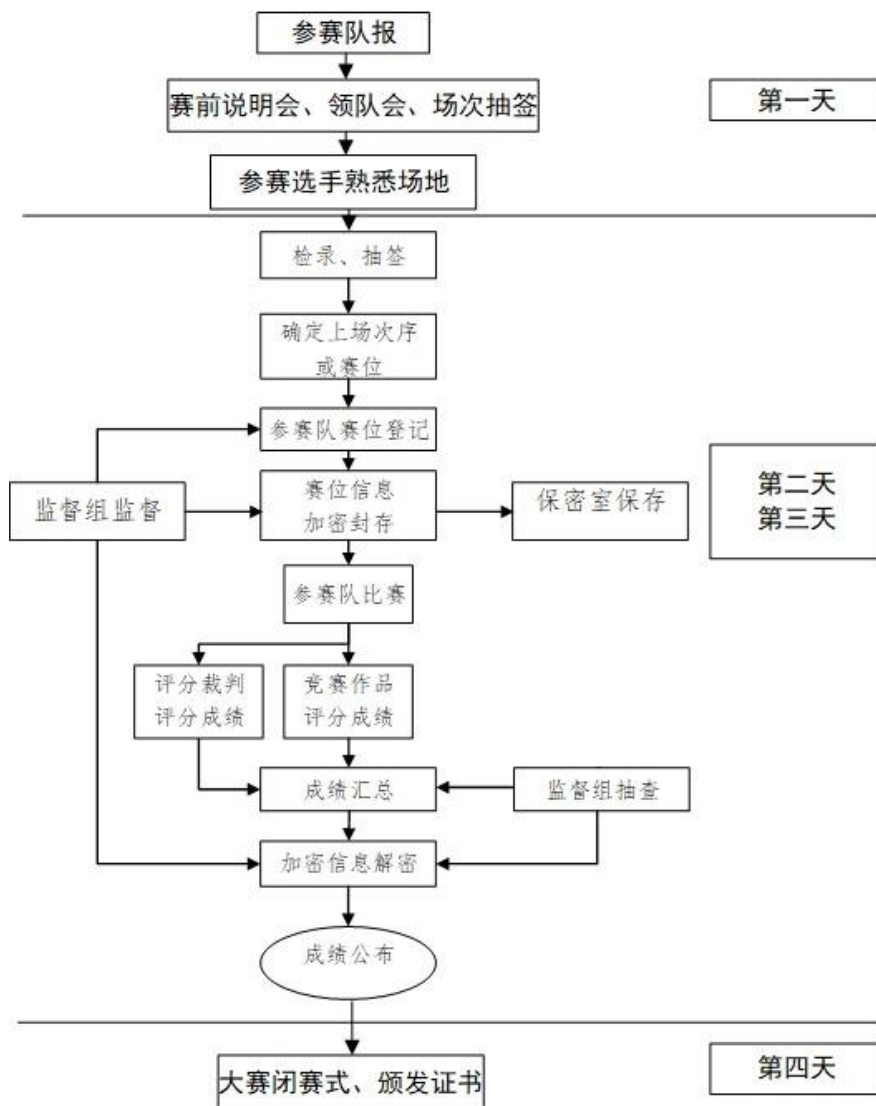 参赛队报
赛前说明会、领队会、场次抽签
第一天
参赛选手熟悉场地
检录、抽签
确定上场次序
或赛位
参赛队赛位登记
监督组监督
赛位信息
加密封存
保密室保存
第二天
第三天
参赛队比赛
评分裁判
评分成绩
竞赛作品
评分成绩
成绩汇总
监督组抽查
加密信息解密
成绩公布
大赛闭赛式、颁发证书
第四天